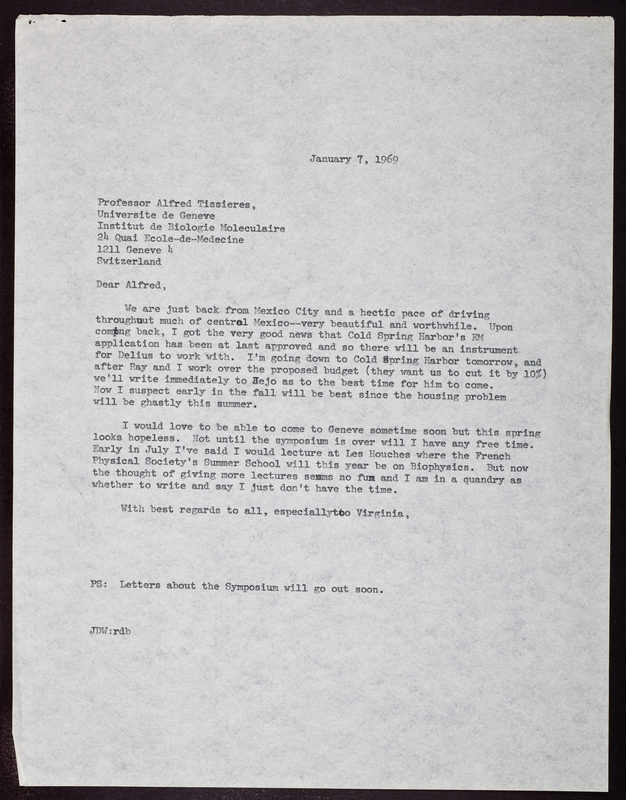 January 7, 1969
Professor Alfred Tissieres,
Universite de Geneve
Institut de Biologie Moleculaire
24 Quai Ecole-de-Medecine
1211 Geneve 4
Switzerland
Dear Alfred,
We are just back from Mexico City and a hectic pace of driving
throughuut much of central Mexico--very beautiful and worthwhile. Upon
coming back, I got the very good news that Cold Spring Harbor's EM
application has been at last approved and so there will be an instrument
for Delius to work with. I'm going down to Cold Spring Harbor tomorrow, and
after Ray and I work over the proposed budget (they want us to cut it by 10%)
we'll write immediately to Hejo as to the best time for him to come.
Now I suspect early in the fall will be best since the housing problem
will be ghastly this summer.
I would love to be able to come to Geneve sometime soon but this spring
looks hopeless. Not until the symposium is over will I have any free time.
Early in July I've said I would lecture at Les Houches where the French
Physical Society's Summer School will this year be on Biophysics. But now
the thought of giving more lectures seems no fun and I am in a quandry as
whether to write and say I just don't have the time.
With best regards to all, especiallytoo Virginia,
PS: Letters about the Symposium will go out soon.
JDW:rdb